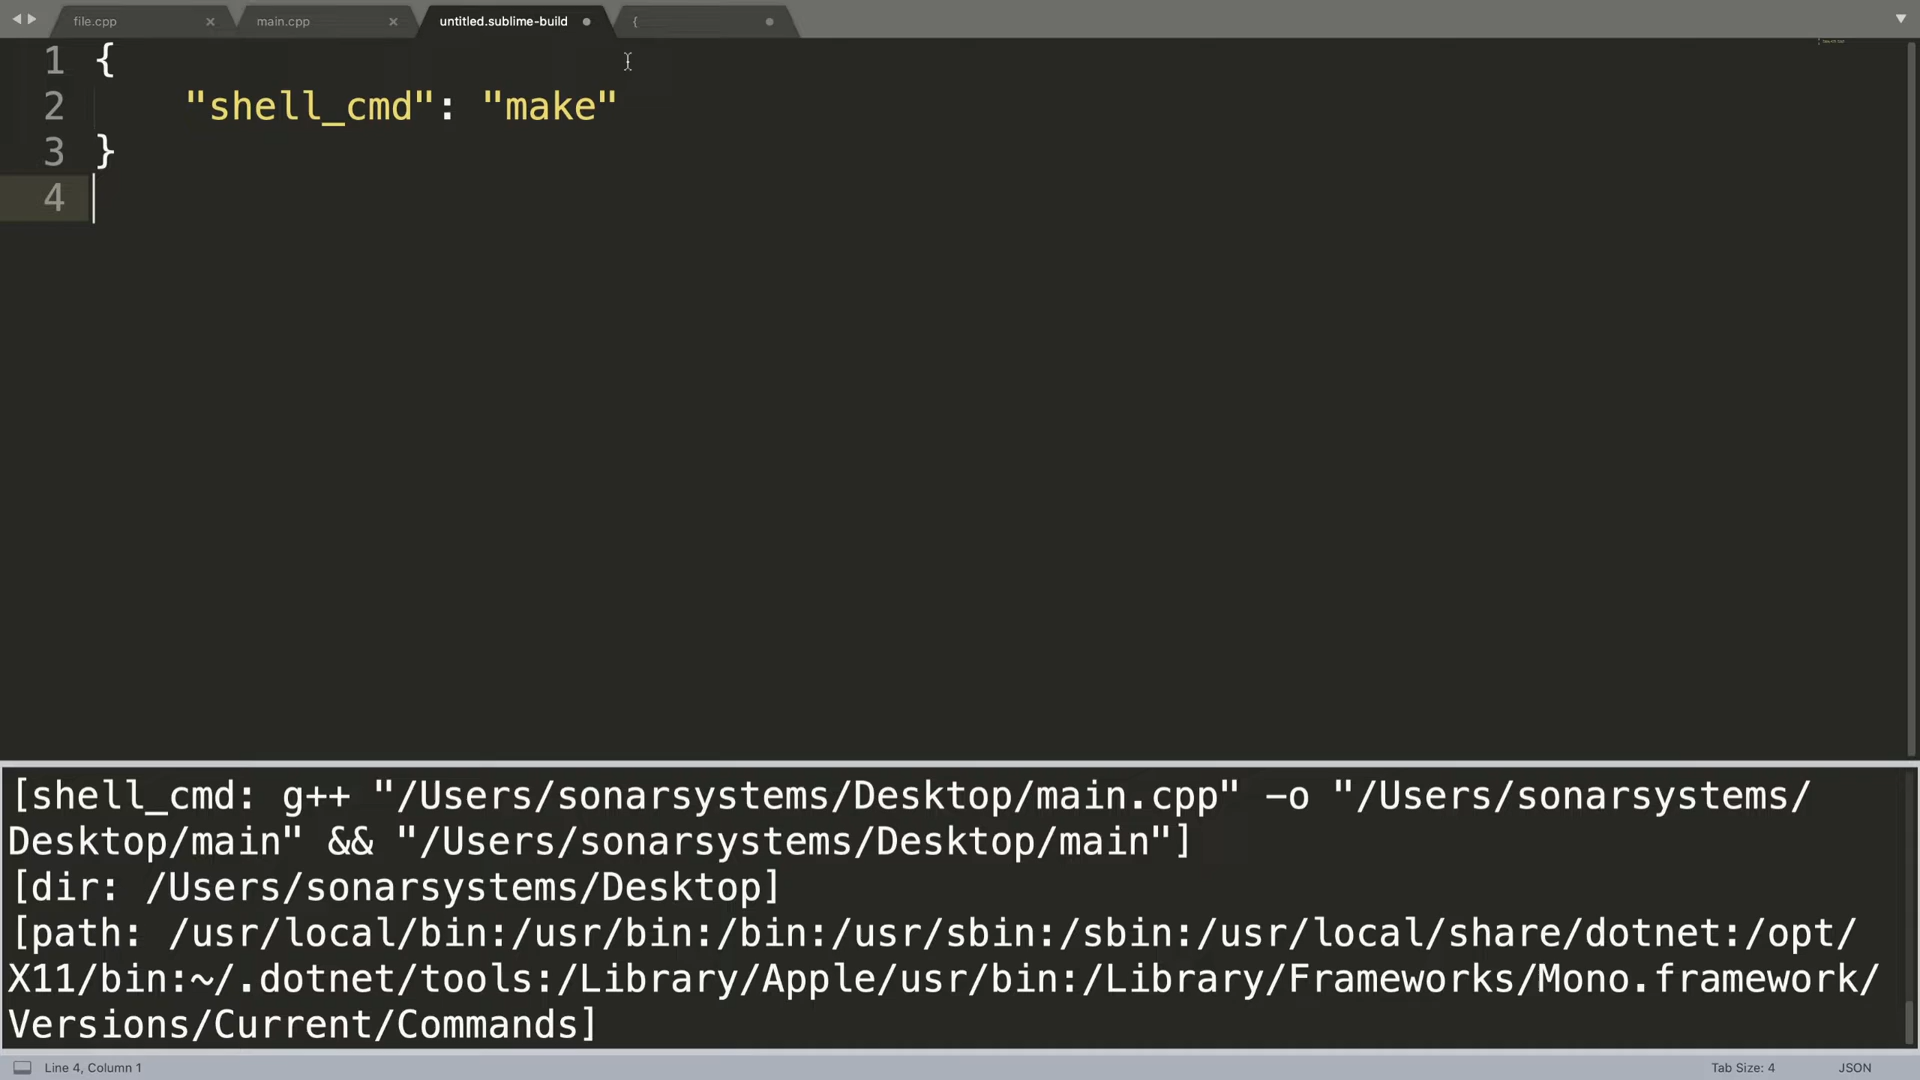 file.cpp × main.cpp × untitled.sublime-build {
1 {
2 "shell_cmd": "make"
3 }
4
[shell_cmd: g++ "/Users/sonarsystems/Desktop/main.cpp" -o "/Users/sonarsystems/
Desktop/main" && "/Users/sonarsystems/Desktop/main"]
[dir: /Users/sonarsystems/Desktop]
[path: /usr/local/bin:/usr/bin:/bin:/usr/sbin:/sbin:/usr/local/share/dotnet:/opt/
X11/bin:~/.dotnet/tools:/Library/Apple/usr/bin:/Library/Frameworks/Mono.framework/
Versions/Current/Commands]
Line 4, Column 1 Tab Size: 4 JSON